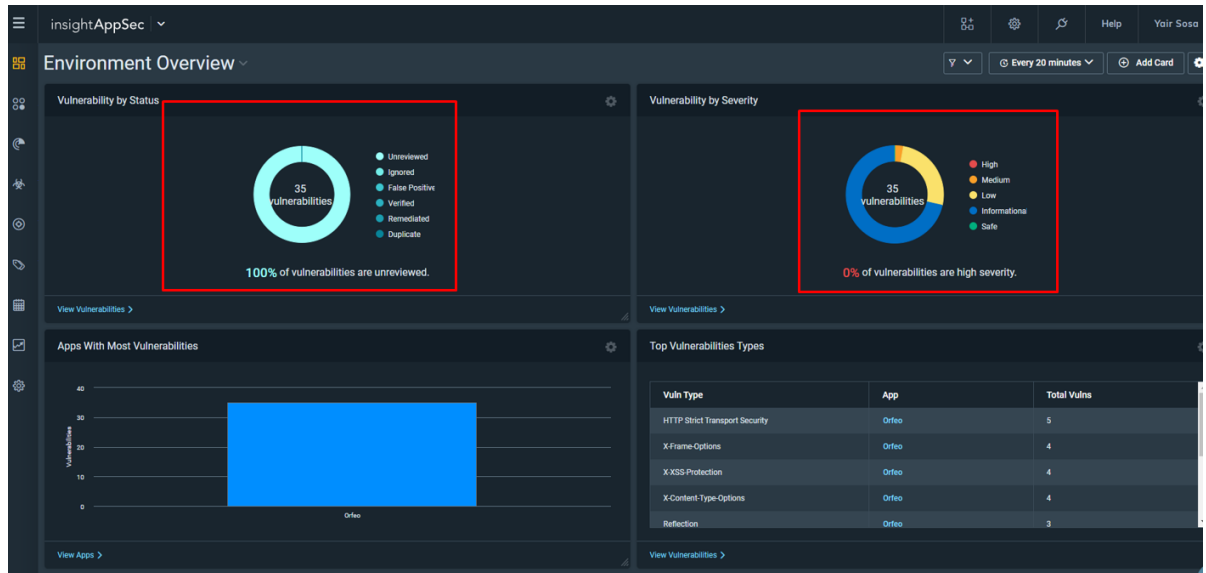 insightAppSec
Help
Yair Sosa
Environment Overview
Every 20 minutes
Add Card
Vulnerability by Status
35
vulnerabilities
Unreviewed
Ignored
False Positive
Verified
Remediated
Duplicate
100% of vulnerabilities are unreviewed.
View Vulnerabilities >
Vulnerability by Severity
35
vulnerabilities
High
Medium
Low
Informationa
Safe
0% of vulnerabilities are high severity.
View Vulnerabilities >
Apps With Most Vulnerabilities
Vulnerabilities
40
30
20
10
0
Orfeo
View Apps >
Top Vulnerabilities Types
Vuln Type App Total Vulns
HTTP Strict Transport Security Orfeo 5
X-Frame-Options Orfeo 4
X-XSS-Protection Orfeo 4
X-Content-Type-Options Orfeo 4
Reflection Orfeo 3
View Vulnerabilities >